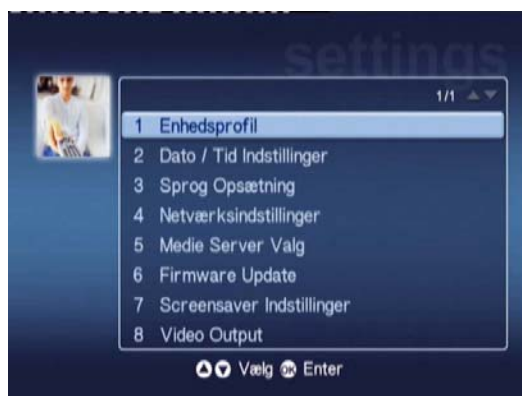 settings
1/1
1 Enhedsprofil
2 Dato / Tid Indstillinger
3 Sprog Opsætning
4 Netværksindstillinger
5 Medie Server Valg
6 Firmware Update
7 Screensaver Indstillinger
8 Video Output
Vælg OK Enter